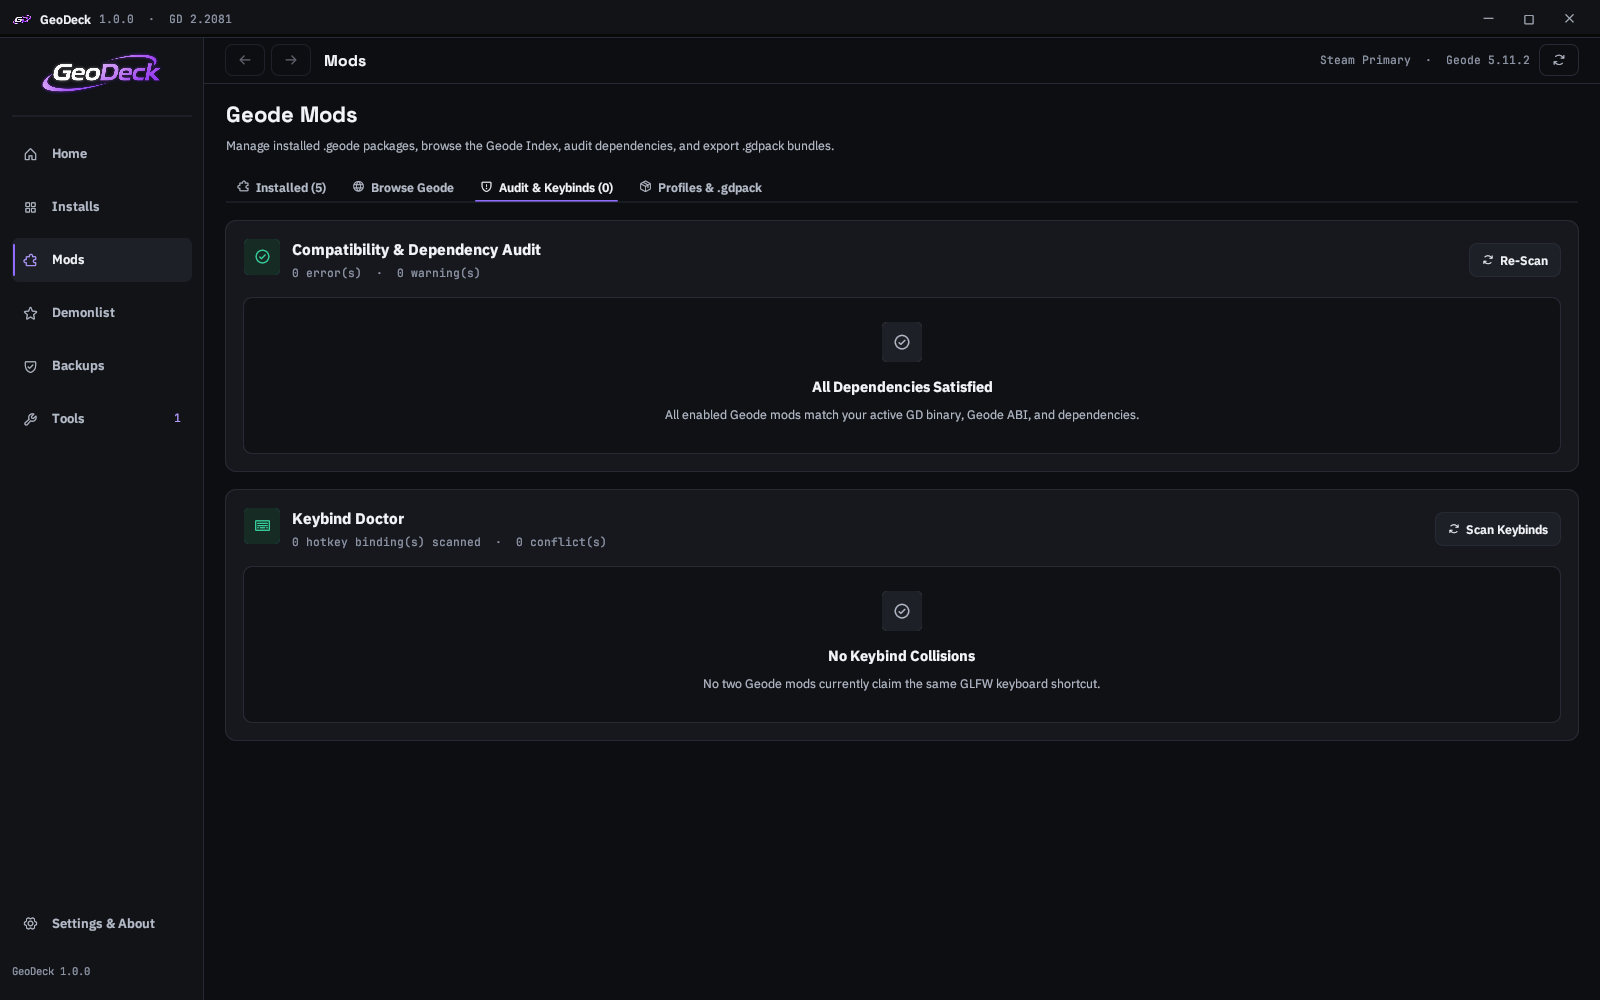 GeoDeck 1.0.0 · GD 2.2081
GeoDeck
Home
Installs
Mods
Demonlist
Backups
Tools 1
Settings & About
GeoDeck 1.0.0
Mods
Steam Primary · Geode 5.11.2
Geode Mods
Manage installed .geode packages, browse the Geode Index, audit dependencies, and export .gdpack bundles.
Installed (5) Browse Geode Audit & Keybinds (0) Profiles & .gdpack
Compatibility & Dependency Audit
0 error(s) · 0 warning(s)
Re-Scan
All Dependencies Satisfied
All enabled Geode mods match your active GD binary, Geode ABI, and dependencies.
Keybind Doctor
0 hotkey binding(s) scanned · 0 conflict(s)
Scan Keybinds
No Keybind Collisions
No two Geode mods currently claim the same GLFW keyboard shortcut.